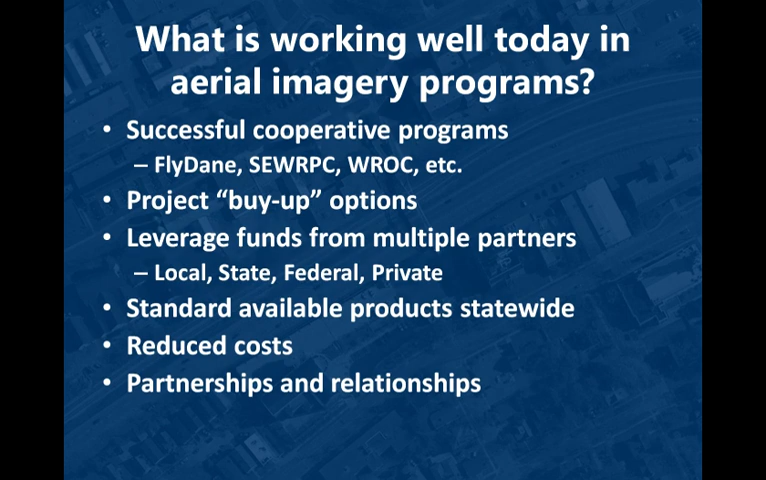 What is working well today in
aerial imagery programs?
• Successful cooperative programs
– FlyDane, SEWRPC, WROC, etc.
• Project “buy-up” options
• Leverage funds from multiple partners
– Local, State, Federal, Private
• Standard available products statewide
• Reduced costs
• Partnerships and relationships